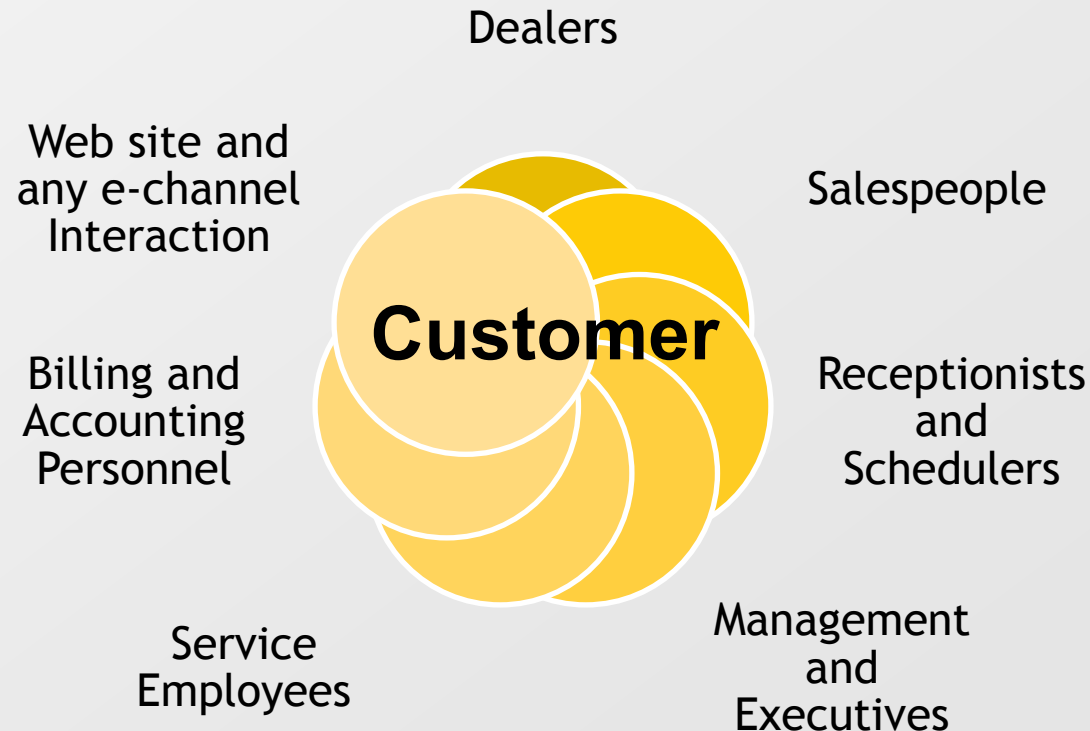 Dealers
Web site and
any e-channel
Interaction
Salespeople
Customer
Billing and
Accounting
Personnel
Receptionists
and
Schedulers
Service
Employees
Management
and
Executives